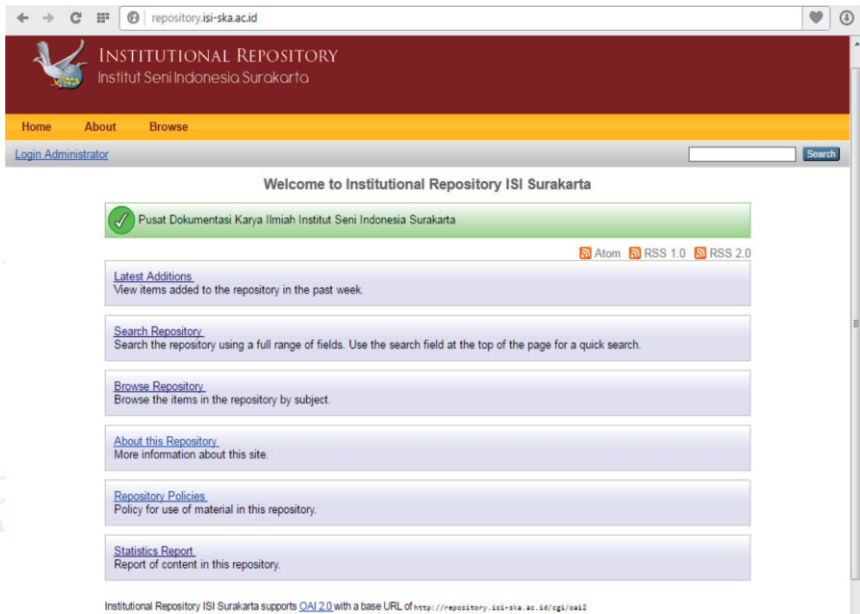 repository.isi-ska.ac.id
INSTITUTIONAL REPOSITORY
Institut Seni Indonesia Surakarta
Home About Browse
Login Administrator Search
Welcome to Institutional Repository ISI Surakarta
Pusat Dokumentasi Karya Ilmiah Institut Seni Indonesia Surakarta
Atom RSS 1.0 RSS 2.0
Latest Additions
View items added to the repository in the past week.
Search Repository
Search the repository using a full range of fields. Use the search field at the top of the page for a quick search.
Browse Repository
Browse the items in the repository by subject.
About this Repository
More information about this site.
Repository Policies
Policy for use of material in this repository.
Statistics Report
Report of content in this repository.
Institutional Repository ISI Surakarta supports OAI 2.0 with a base URL of http://repository.isi-ska.ac.id/cgi/oai2